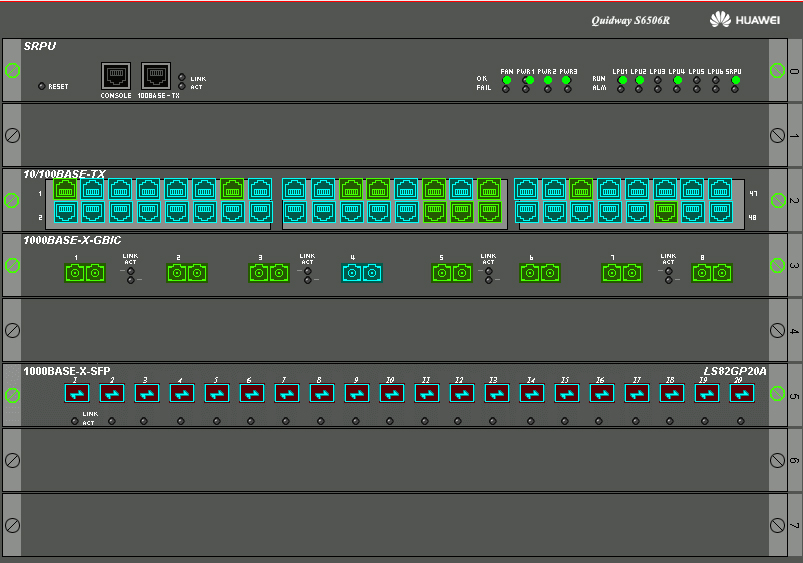 Quidway S6506R HUAWEI
SRPU
0
FAN PWR1 PWR2 PWR3 LPU1 LPU2 LPU3 LPU4 LPU5 LPU6 SRPU
OK RUN
LINK
RESET ACT FAIL ALM
CONSOLE 100BASE-TX
1
10/100BASE-TX
1 47
2
2 48
1000BASE-X-GBIC
1 2 3 4 5 6 7 8
LINK LINK LINK LINK
ACT ACT ACT ACT
3
4
1000BASE-X-SFP LS82GP20A
1 2 3 4 5 6 7 8 9 10 11 12 13 14 15 16 17 18 19 20
5
LINK
ACT
6
7